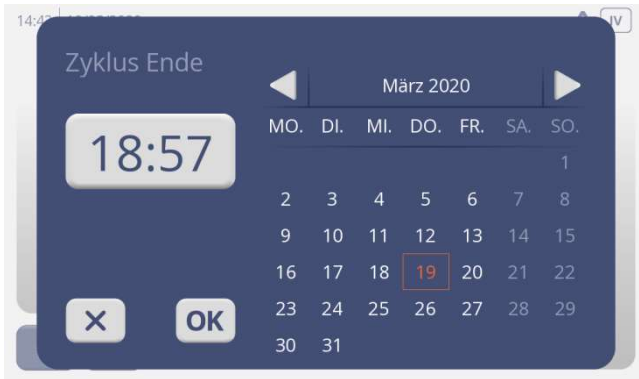 Zyklus Ende
18:57
März 2020
MO. DI. MI. DO. FR. SA. SO.
1
2 3 4 5 6 7 8
9 10 11 12 13 14 15
16 17 18 19 20 21 22
23 24 25 26 27 28 29
30 31
OK
IV